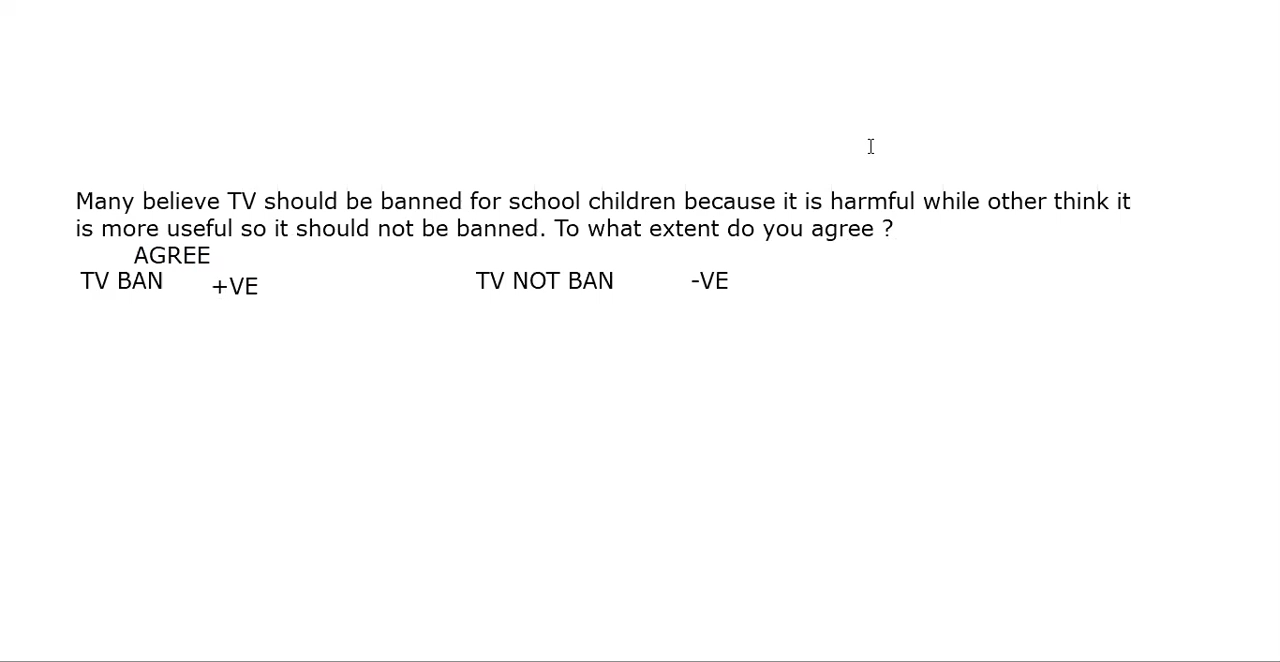 Many believe TV should be banned for school children because it is harmful while other think it
is more useful so it should not be banned. To what extent do you agree ?
AGREE
TV BAN +VE TV NOT BAN -VE